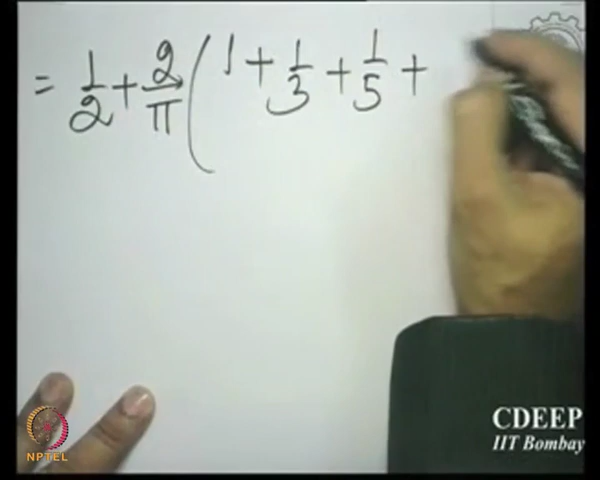 = 1/2 + 2/π ( 1 + 1/3 + 1/5 +
CDEEP
IIT Bombay
NPTEL